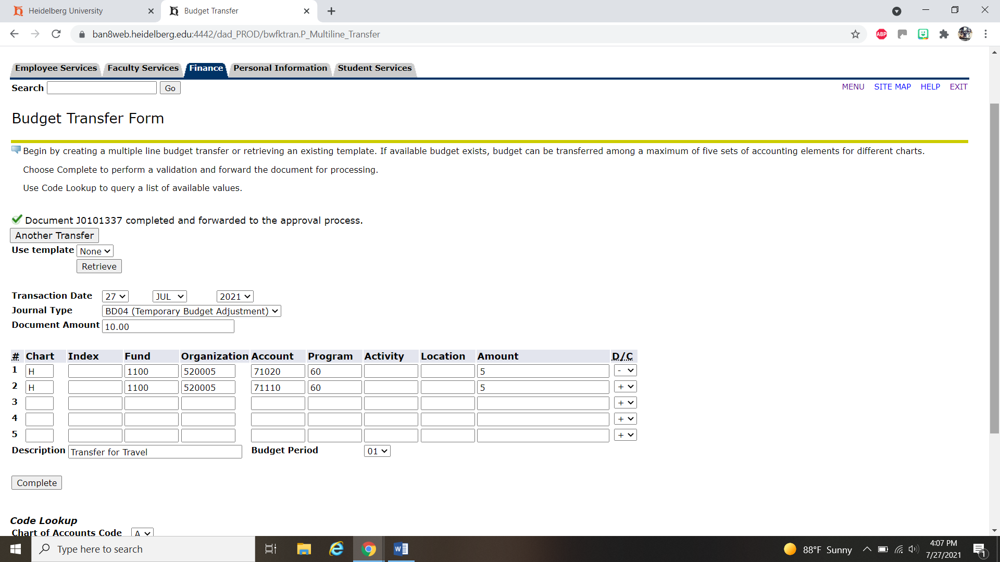 Heidelberg University
Budget Transfer
ban8web.heidelberg.edu:4442/dad_PROD/bwfktran.P_Multiline_Transfer
ABP
Employee Services Faculty Services Finance Personal Information Student Services
Search Go MENU SITE MAP HELP EXIT
Budget Transfer Form
Begin by creating a multiple line budget transfer or retrieving an existing template. If available budget exists, budget can be transferred among a maximum of five sets of accounting elements for different charts.
Choose Complete to perform a validation and forward the document for processing.
Use Code Lookup to query a list of available values.
Document J0101337 completed and forwarded to the approval process.
Another Transfer
Use template None
Retrieve
Transaction Date 27 JUL 2021
Journal Type BD04 (Temporary Budget Adjustment)
Document Amount 10.00
# Chart Index Fund Organization Account Program Activity Location Amount D/C
1 H 1100 520005 71020 60 5 -
2 H 1100 520005 71110 60 5 +
3 +
4 +
5 +
Description Transfer for Travel Budget Period 01
Complete
Code Lookup
Chart of Accounts Code A
Type here to search
W
88°F Sunny
4:07 PM
7/27/2021
1